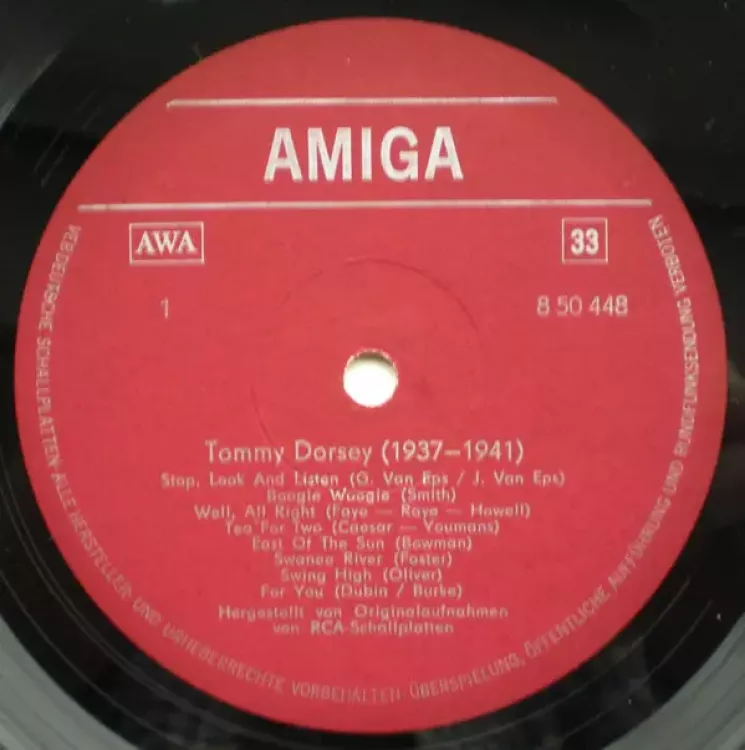 AMIGA
AWA
33
1
8 50 448
Tommy Dorsey (1937–1941)
Stop, Look And Listen (G. Van Eps / J. Van Eps)
Boogie Woogie (Smith)
Well, All Right (Faye — Raye — Howell)
Tea For Two (Caesar — Youmans)
East Of The Sun (Bowman)
Swanee River (Foster)
Swing High (Oliver)
For You (Dubin / Burke)
Hergestellt von Originalaufnahmen
von RCA-Schallplatten
VEB DEUTSCHE SCHALLPLATTEN · ALLE HERSTELLER- UND URHEBERRECHTE VORBEHALTEN · ÜBERSPIELUNG, ÖFFENTLICHE AUFFÜHRUNG UND RUNDFUNKSENDUNG VERBOTEN